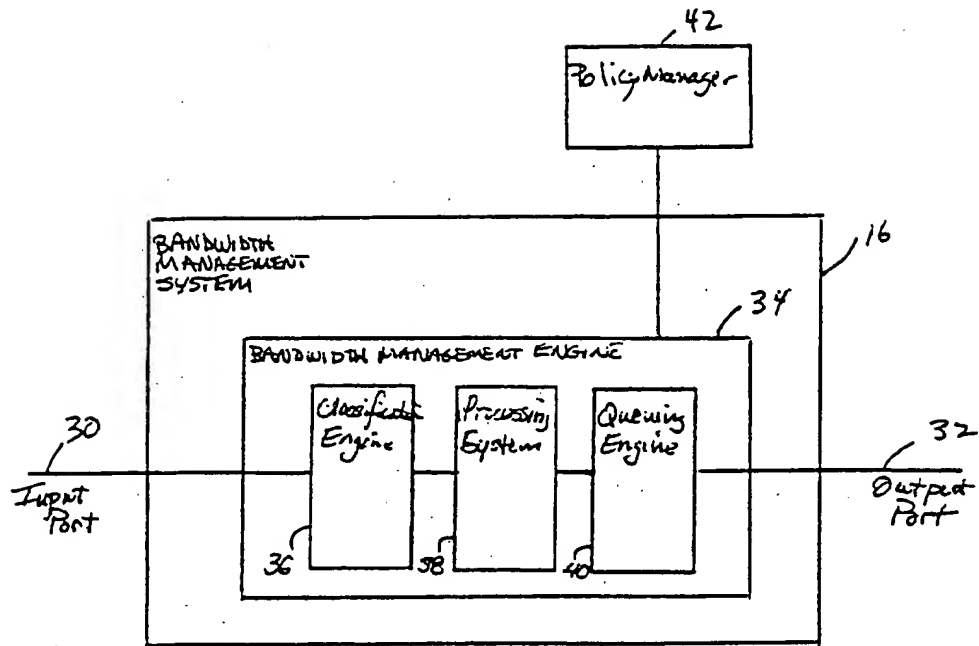 42
Policy Manager
BANDWIDTH
MANAGEMENT
SYSTEM
16
34
BANDWIDTH MANAGEMENT ENGINE
Processing
System
Queuing
Engine
Engine
30
Input
Port
32
Output
Port
36
38
40